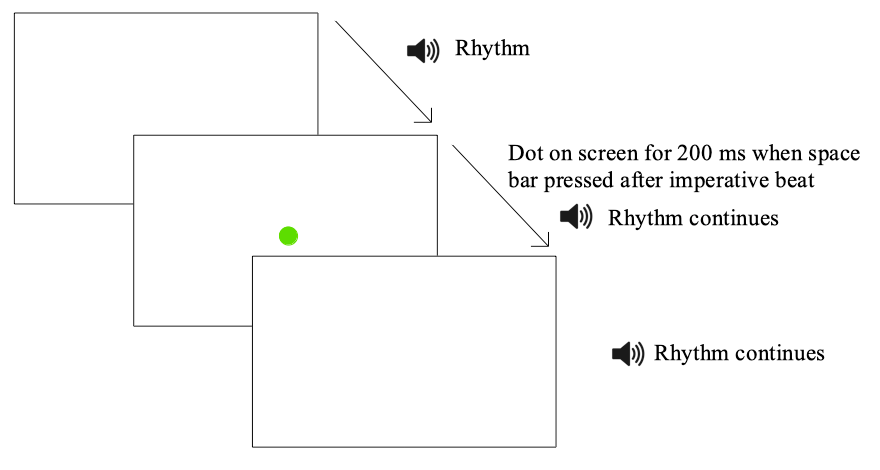 Rhythm
Dot on screen for 200 ms when space
bar pressed after imperative beat
Rhythm continues
Rhythm continues